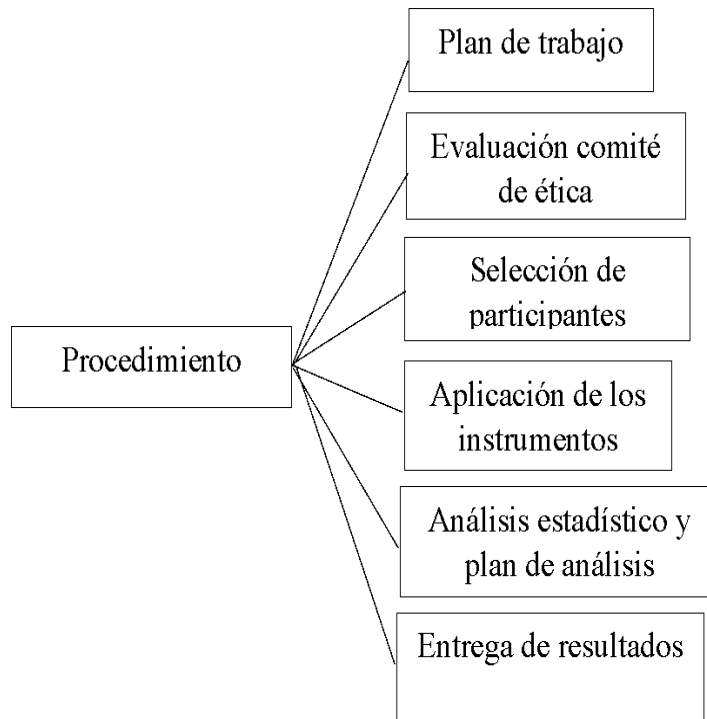 Plan de trabajo
Evaluación comité
de ética
Selección de
participantes
Procedimiento
Aplicación de los
instrumentos
Análisis estadístico y
plan de análisis
Entrega de resultados